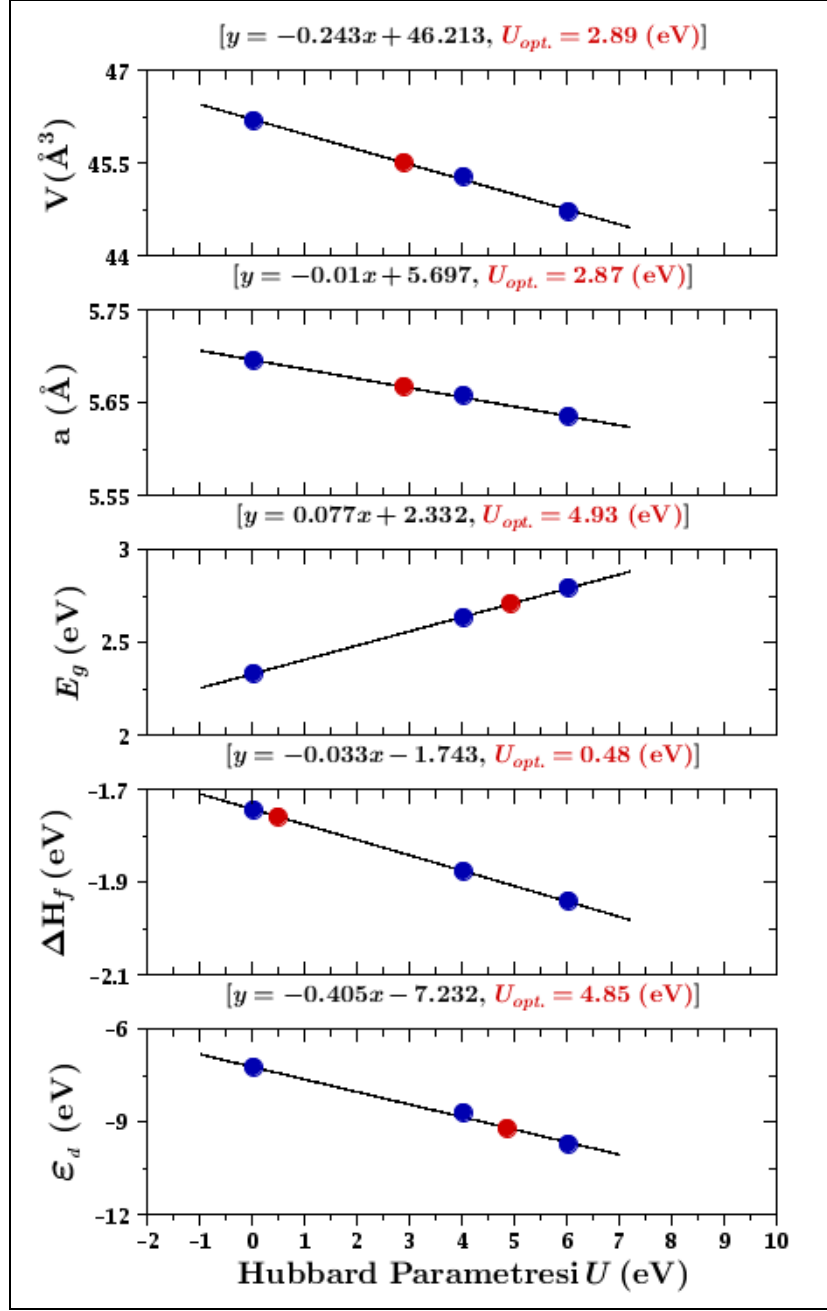 [y = −0.243x + 46.213, U_opt. = 2.89 (eV)]
47
45.5
44
V(Å³)
[y = −0.01x + 5.697, U_opt. = 2.87 (eV)]
5.75
5.65
5.55
a (Å)
[y = 0.077x + 2.332, U_opt. = 4.93 (eV)]
3
2.5
2
E_g (eV)
[y = −0.033x − 1.743, U_opt. = 0.48 (eV)]
−1.7
−1.9
−2.1
ΔH_f (eV)
[y = −0.405x − 7.232, U_opt. = 4.85 (eV)]
−6
−9
−12
ε_d (eV)
−2 −1 0 1 2 3 4 5 6 7 8 9 10
Hubbard Parametresi U (eV)